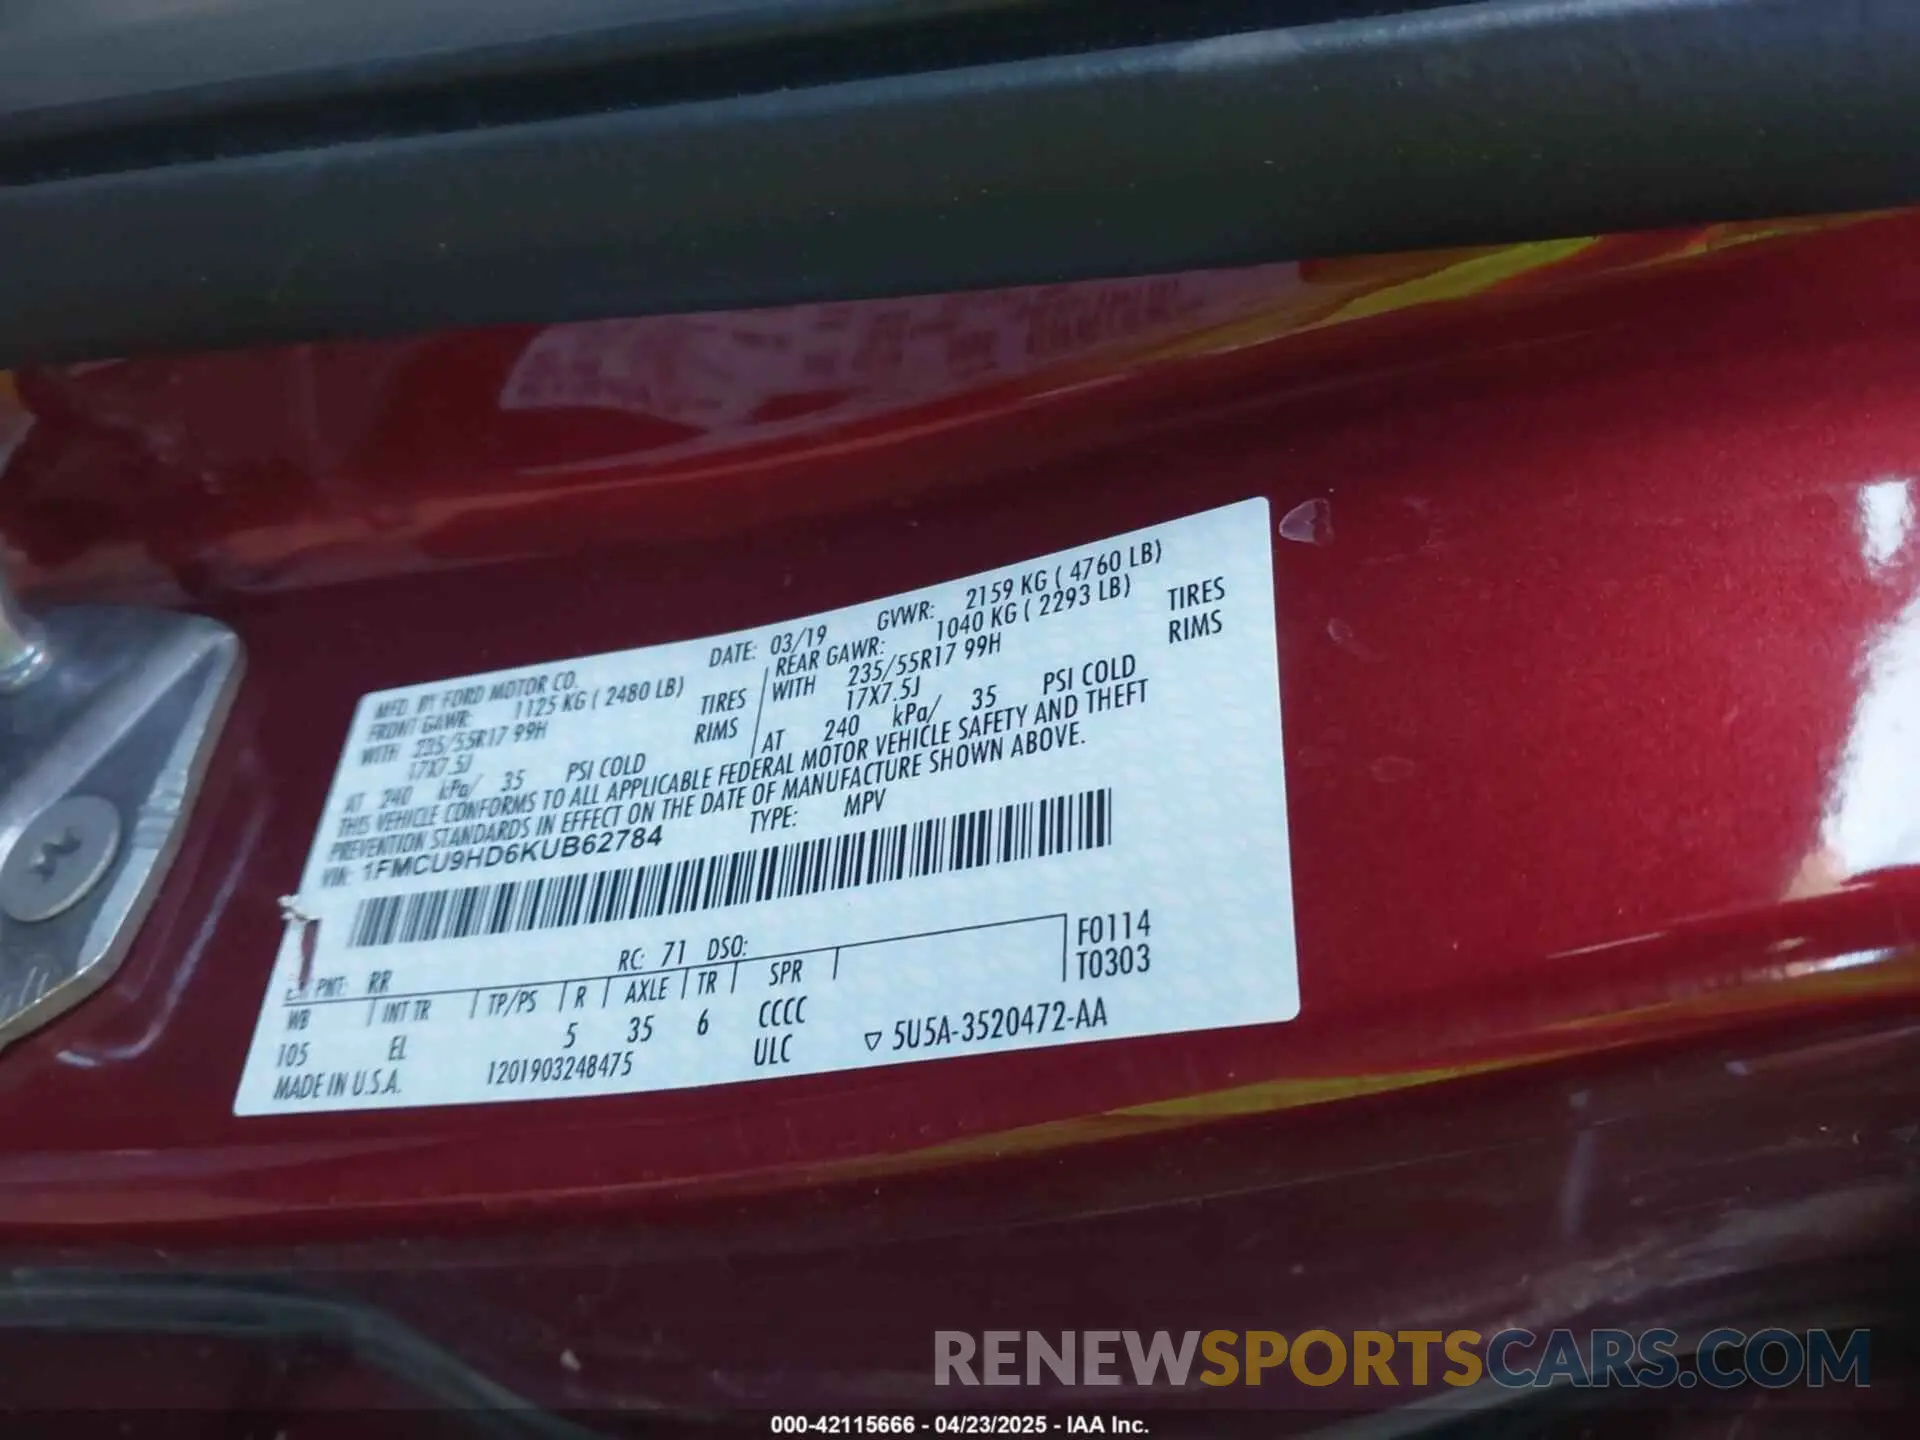 MFD. BY FORD MOTOR CO.
DATE: 03/19
GVWR: 2159 KG ( 4760 LB)
FRONT GAWR: 1125 KG ( 2480 LB)
REAR GAWR: 1040 KG ( 2293 LB)
WITH 235/55R17 99H TIRES
WITH 235/55R17 99H TIRES
17X7.5J RIMS
17X7.5J RIMS
AT 240 kPa/ 35 PSI COLD
AT 240 kPa/ 35 PSI COLD
THIS VEHICLE CONFORMS TO ALL APPLICABLE FEDERAL MOTOR VEHICLE SAFETY AND THEFT
PREVENTION STANDARDS IN EFFECT ON THE DATE OF MANUFACTURE SHOWN ABOVE.
VIN: 1FMCU9HD6KUB62784
TYPE: MPV
F0114
T0303
PNT: RR RC: 71 DSO:
WB INT TR TP/PS R AXLE TR SPR
105 EL 5 35 6 CCCC
MADE IN U.S.A. 1201903248475 ULC ▽ 5U5A-3520472-AA
RENEWSPORTSCARS.COM
000-42115666 - 04/23/2025 - IAA Inc.